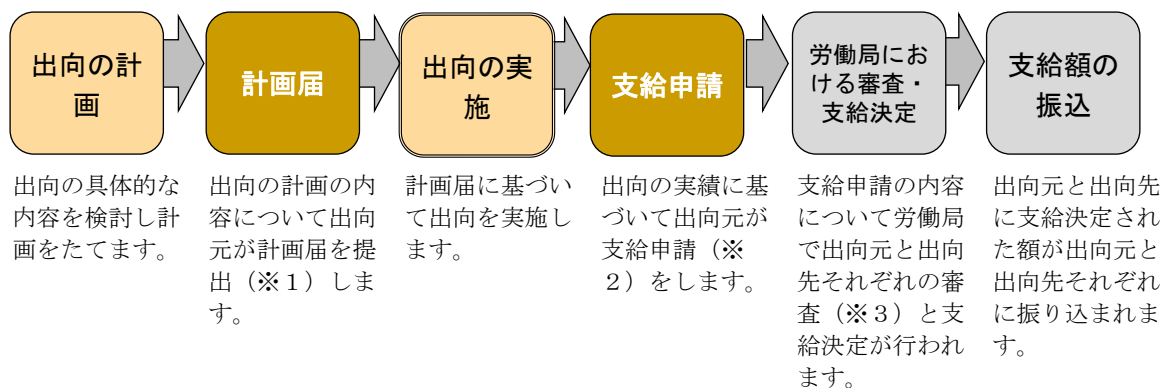 出向の計
画
計画届
出向の実
施
支給申請
労働局にお
ける審査・
支給決定
支給額の
振込
出向の具体的な
内容を検討し計
画をたてます。
出向の計画の内
容について出向
元が計画届を提
出(※1)しま
す。
計画届に基づい
て出向を実施し
ます。
出向の実績に基
づいて出向元が
支給申請(※
2)をします。
支給申請の内容
について労働局
で出向元と出向
先それぞれの審
査(※3)と支
給決定が行われ
ます。
出向元と出向先
に支給決定され
た額が出向元と
出向先それぞれ
に振り込まれま
す。